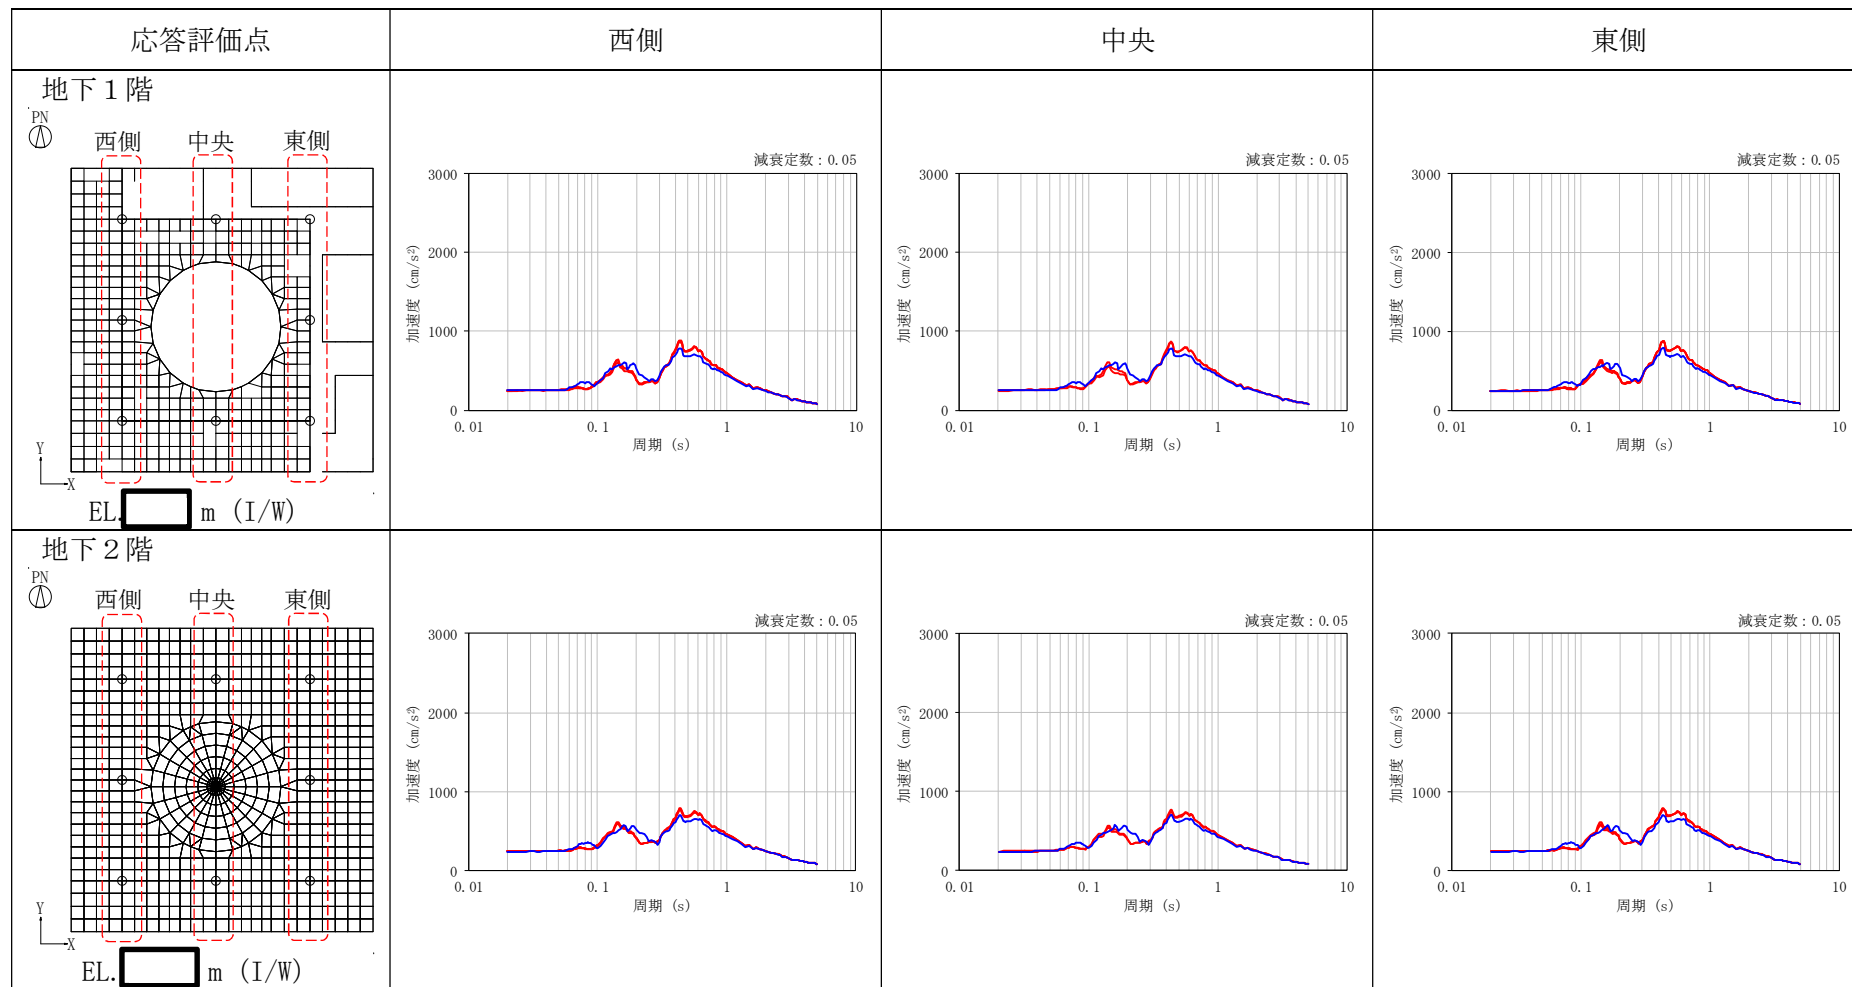 応答評価点
西側
中央
東側
地下1階
PN
西側 中央 東側
Y
X
EL. m (I/W)
減衰定数:0.05
3000
2000
1000
0
0.01 0.1 1 10
加速度 (cm/s²)
周期 (s)
減衰定数:0.05
3000
2000
1000
0
0.01 0.1 1 10
加速度 (cm/s²)
周期 (s)
減衰定数:0.05
3000
2000
1000
0
0.01 0.1 1 10
加速度 (cm/s²)
周期 (s)
地下2階
PN
西側 中央 東側
Y
X
EL. m (I/W)
減衰定数:0.05
3000
2000
1000
0
0.01 0.1 1 10
加速度 (cm/s²)
周期 (s)
減衰定数:0.05
3000
2000
1000
0
0.01 0.1 1 10
加速度 (cm/s²)
周期 (s)
減衰定数:0.05
3000
2000
1000
0
0.01 0.1 1 10
加速度 (cm/s²)
周期 (s)